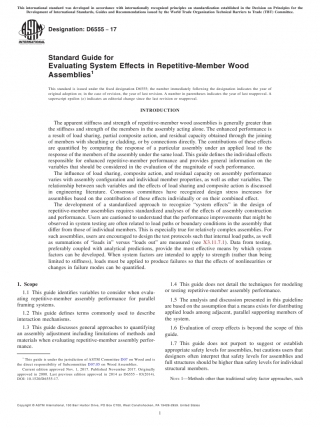 This international standard was developed in accordance with internationally recognized principles on standardization established in the Decision on Principles for the
Development of International Standards, Guides and Recommendations issued by the World Trade Organization Technical Barriers to Trade (TBT) Committee.
Designation: D6555 − 17
INTERNATIONAL
Standard Guide for
Evaluating System Effects in Repetitive-Member Wood
Assemblies1
This standard is issued under the fixed designation D6555; the number immediately following the designation indicates the year of
original adoption or, in the case of revision, the year of last revision. A number in parentheses indicates the year of last reapproval. A
superscript epsilon (ε) indicates an editorial change since the last revision or reapproval.
INTRODUCTION
The apparent stiffness and strength of repetitive-member wood assemblies is generally greater than
the stiffness and strength of the members in the assembly acting alone. The enhanced performance is
a result of load sharing, partial composite action, and residual capacity obtained through the joining
of members with sheathing or cladding, or by connections directly. The contributions of these effects
are quantified by comparing the response of a particular assembly under an applied load to the
response of the members of the assembly under the same load. This guide defines the individual effects
responsible for enhanced repetitive-member performance and provides general information on the
variables that should be considered in the evaluation of the magnitude of such performance.
The influence of load sharing, composite action, and residual capacity on assembly performance
varies with assembly configuration and individual member properties, as well as other variables. The
relationship between such variables and the effects of load sharing and composite action is discussed
in engineering literature. Consensus committees have recognized design stress increases for
assemblies based on the contribution of these effects individually or on their combined effect.
The development of a standardized approach to recognize "system effects" in the design of
repetitive-member assemblies requires standardized analyses of the effects of assembly construction
and performance. Users are cautioned to understand that the performance improvements that might be
observed in system testing are often related to load paths or boundary conditions in the assembly that
differ from those of individual members. This is especially true for relatively complex assemblies. For
such assemblies, users are encouraged to design the test protocols such that internal load paths, as well
as summations of "loads in" versus "loads out" are measured (see X3.11.7.1). Data from testing,
preferably coupled with analytical predictions, provide the most effective means by which system
factors can be developed. When system factors are intended to apply to strength (rather than being
limited to stiffness), loads must be applied to produce failures so that the effects of nonlinearities or
changes in failure modes can be quantified.
1. Scope
1.1 This guide identifies variables to consider when evalu-
ating repetitive-member assembly performance for parallel
framing systems.
1.2 This guide defines terms commonly used to describe
interaction mechanisms.
1.3 This guide discusses general approaches to quantifying
an assembly adjustment including limitations of methods and
materials when evaluating repetitive-member assembly perfor-
mance.
1 This guide is under the jurisdiction of ASTM Committee D07 on Wood and is
the direct responsibility of Subcommittee D07.05 on Wood Assemblies.
Current edition approved Nov. 1, 2017. Published November 2017. Originally
approved in 2000. Last previous edition approved in 2014 as D6555 – 03(2014).
DOI: 10.1520/D6555-17.
1.4 This guide does not detail the techniques for modeling
or testing repetitive-member assembly performance.
1.5 The analysis and discussion presented in this guideline
are based on the assumption that a means exists for distributing
applied loads among adjacent, parallel supporting members of
the system.
1.6 Evaluation of creep effects is beyond the scope of this
guide.
1.7 This guide does not purport to suggest or establish
appropriate safety levels for assemblies, but cautions users that
designers often interpret that safety levels for assemblies and
full structures should be higher than safety levels for individual
structural members.
NOTE 1—Methods other than traditional safety factor approaches, such
Copyright © ASTM International, 100 Barr Harbor Drive, PO Box C700, West Conshohocken, PA 19428-2959. United States
1